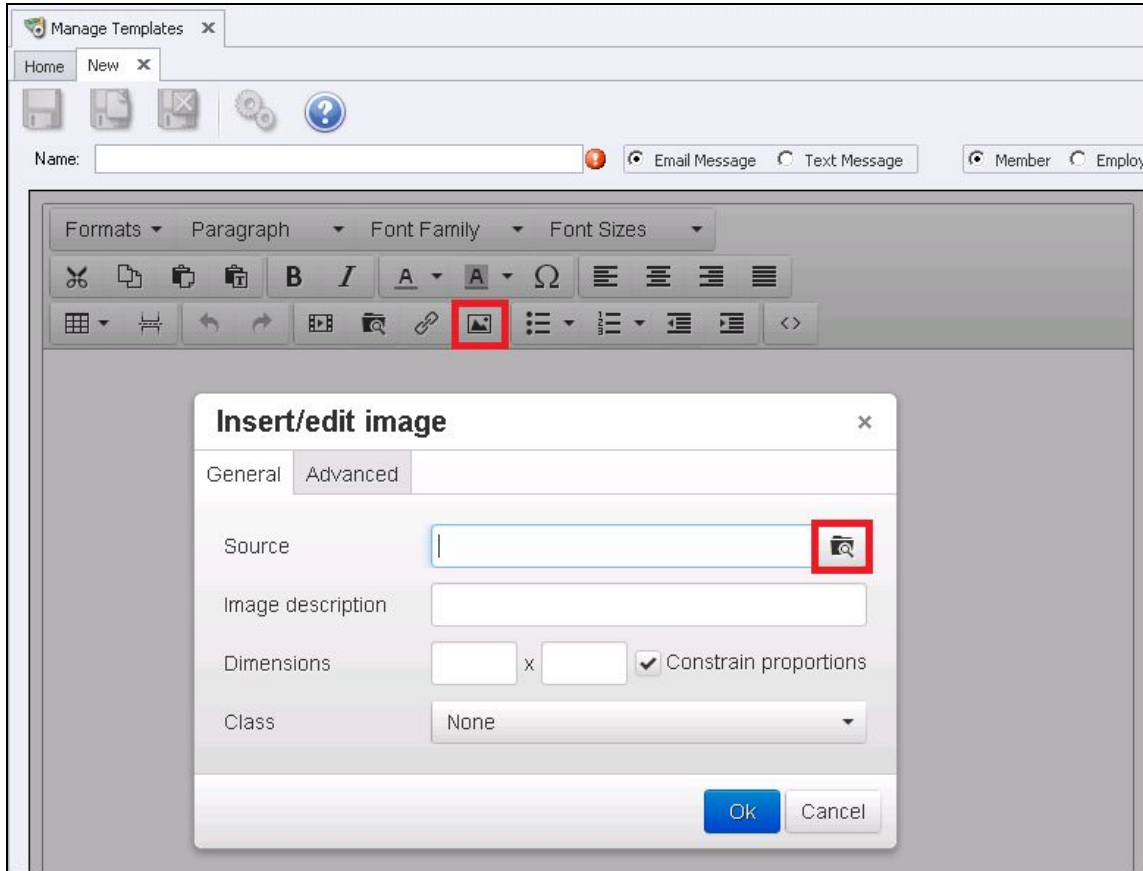 Manage Templates
Home New
Name: Email Message Text Message Member Employ
Formats Paragraph Font Family Font Sizes
B I A A Ω
Insert/edit image
General Advanced
Source
Image description
Dimensions x Constrain proportions
Class None
Ok Cancel